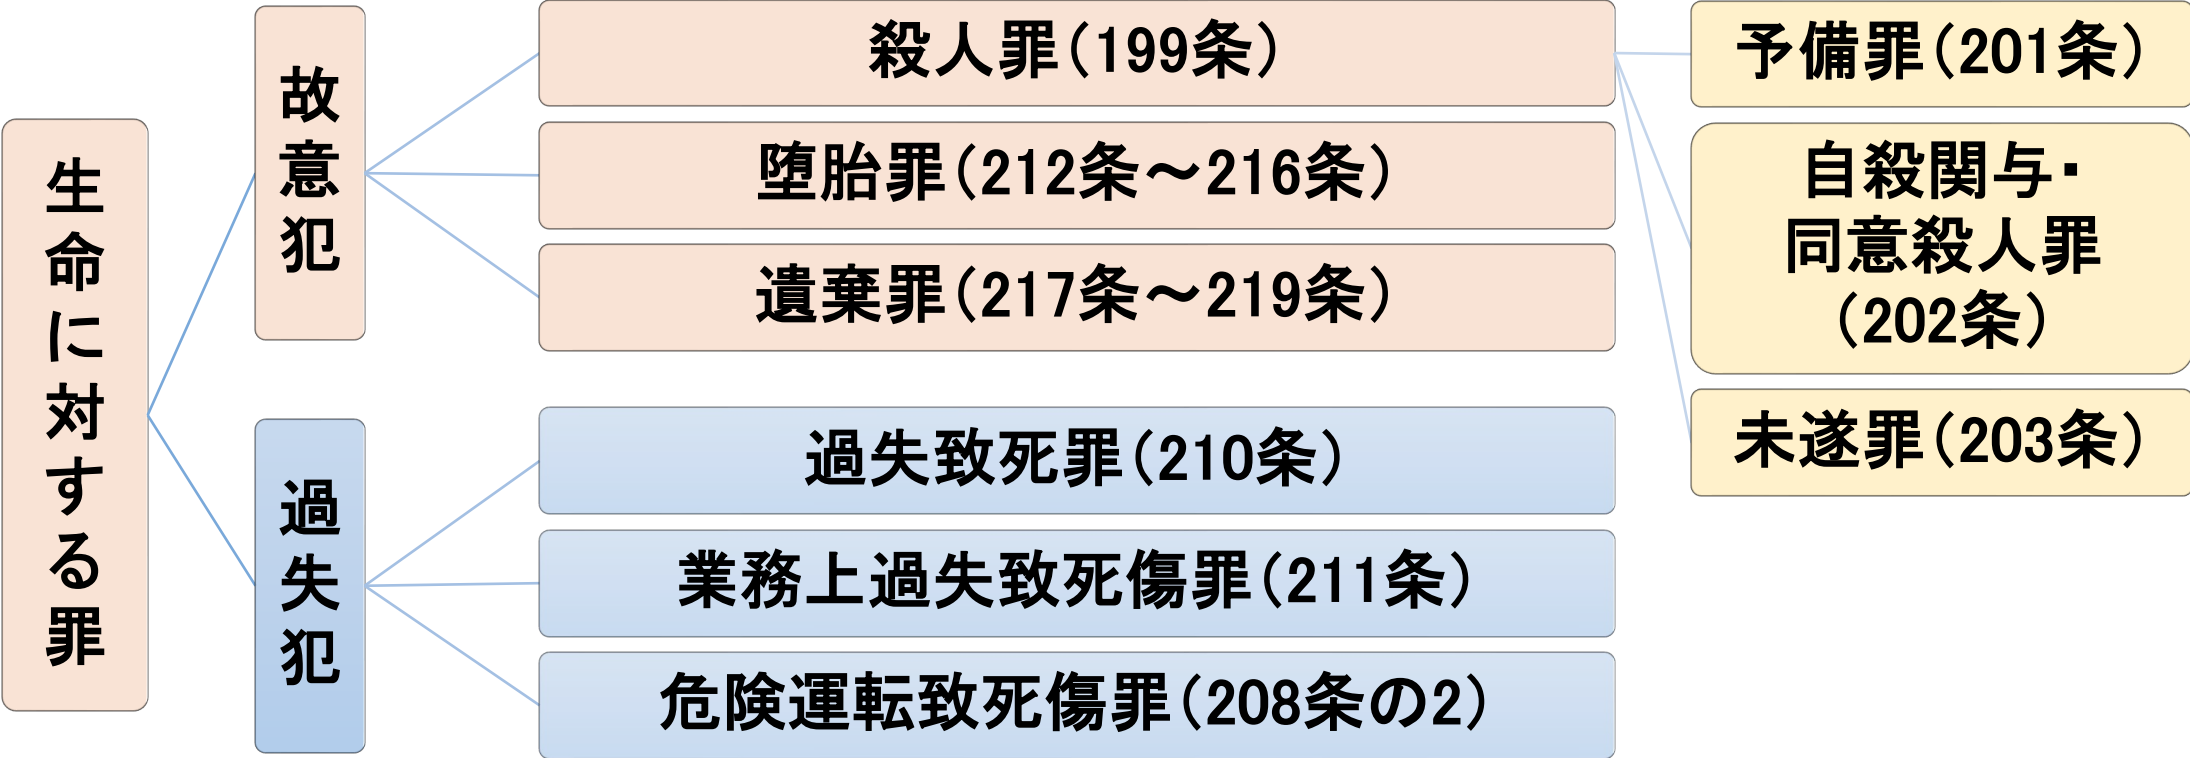 生命に対する罪
故意犯
殺人罪（199条）
堕胎罪（212条～216条）
遺棄罪（217条～219条）
予備罪（201条）
自殺関与・
同意殺人罪
（202条）
未遂罪（203条）
過失犯
過失致死罪（210条）
業務上過失致死傷罪（211条）
危険運転致死傷罪（208条の2）